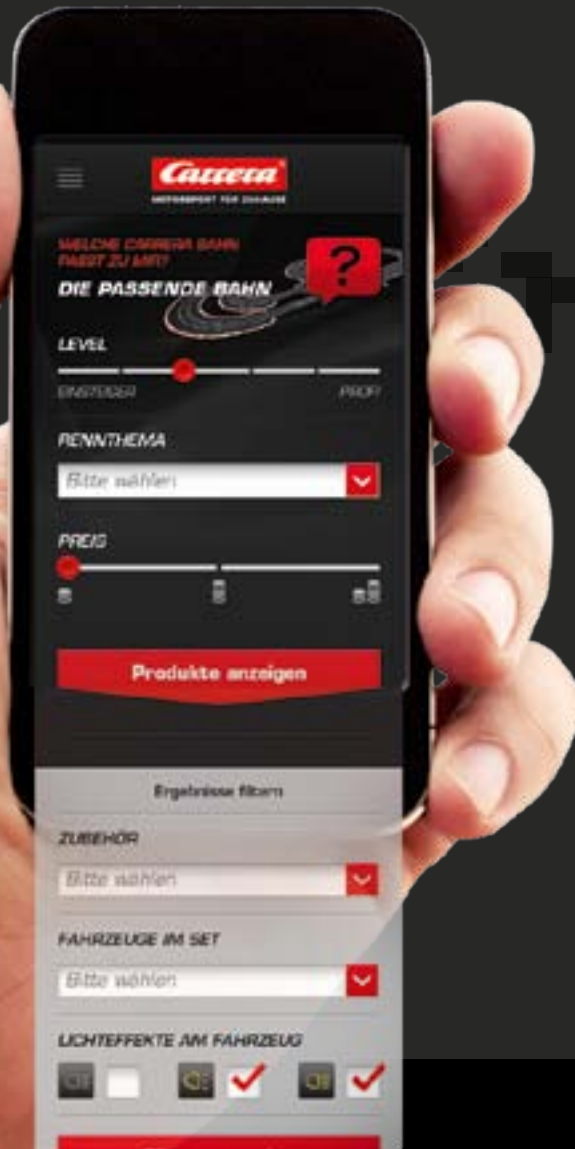 Carrera
MOTORSPORT FÜR ZUHAUSE
WELCHE CARRERA BAHN
PASST ZU MIR?
?
DIE PASSENDE BAHN
LEVEL
EINSTEIGER PROFI
RENNTHEMA
Bitte wählen
PREIS
Produkte anzeigen
Ergebnisse filtern
ZUBEHÖR
Bitte wählen
FAHRZEUGE IM SET
Bitte wählen
LICHTEFFEKTE AM FAHRZEUG